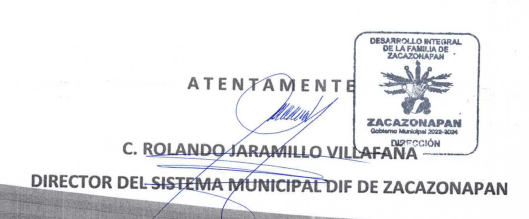 DESARROLLO INTEGRAL
DE LA FAMILIA DE
ZACAZONAPAN
ZACAZONAPAN
Gobierno Municipal 2022-2024
DIRECCIÓN
ATENTAMENTE
C. ROLANDO JARAMILLO VILLAFAÑA
DIRECTOR DEL SISTEMA MUNICIPAL DIF DE ZACAZONAPAN